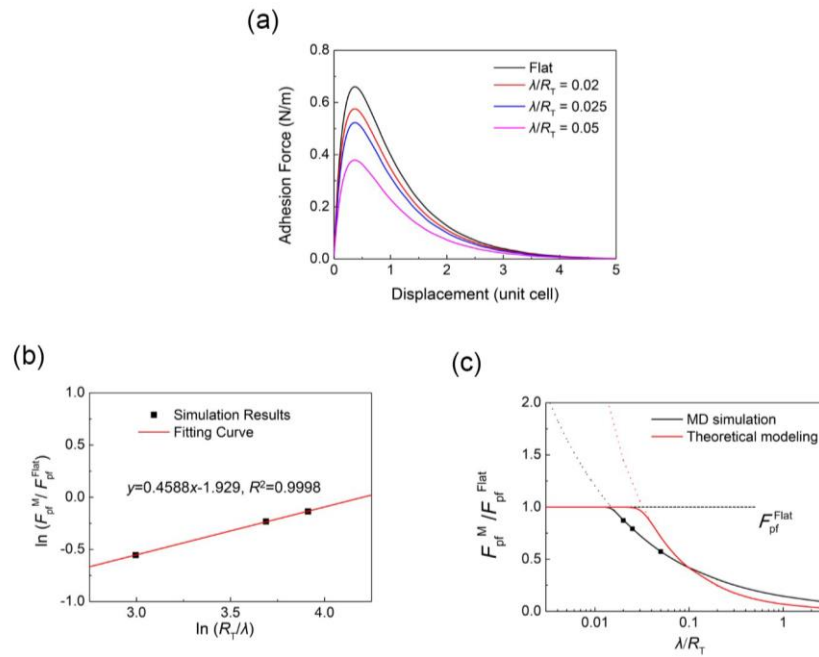 (a)
0.8
0.6
0.4
0.2
0.0
Adhesion Force (N/m)
Flat
λ/R_T = 0.02
λ/R_T = 0.025
λ/R_T = 0.05
0 1 2 3 4 5
Displacement (unit cell)
(b)
1.0
0.5
0.0
-0.5
-1.0
ln (F_pf^M / F_pf^Flat)
Simulation Results
Fitting Curve
y=0.4588x-1.929, R²=0.9998
3.0 3.5 4.0
ln (R_T/λ)
(c)
2.0
1.5
1.0
0.5
0.0
F_pf^M /F_pf^Flat
MD simulation
Theoretical modeling
F_pf^Flat
0.01 0.1 1
λ/R_T